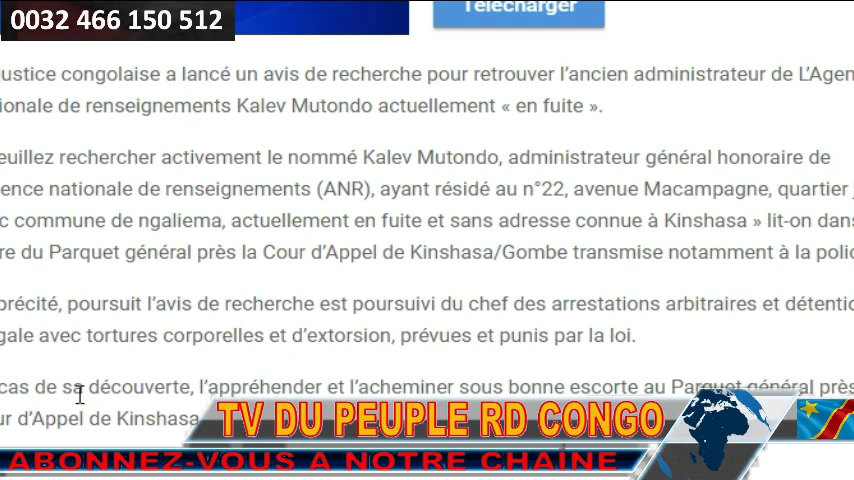 0032 466 150 512
Télécharger
ustice congolaise a lancé un avis de recherche pour retrouver l'ancien administrateur de L'Agen
ionale de renseignements Kalev Mutondo actuellement « en fuite ».
euillez rechercher activement le nommé Kalev Mutondo, administrateur général honoraire de
ence nationale de renseignements (ANR), ayant résidé au n°22, avenue Macampagne, quartier j
c commune de ngaliema, actuellement en fuite et sans adresse connue à Kinshasa » lit-on dans
re du Parquet général près la Cour d'Appel de Kinshasa/Gombe transmise notamment à la polic
précité, poursuit l'avis de recherche est poursuivi du chef des arrestations arbitraires et détentio
gale avec tortures corporelles et d'extorsion, prévues et punis par la loi.
cas de sa découverte, l'appréhender et l'acheminer sous bonne escorte au Parquet général près
ur d'Appel de Kinshasa
TV DU PEUPLE RD CONGO
ABONNEZ-VOUS A NOTRE CHAINE